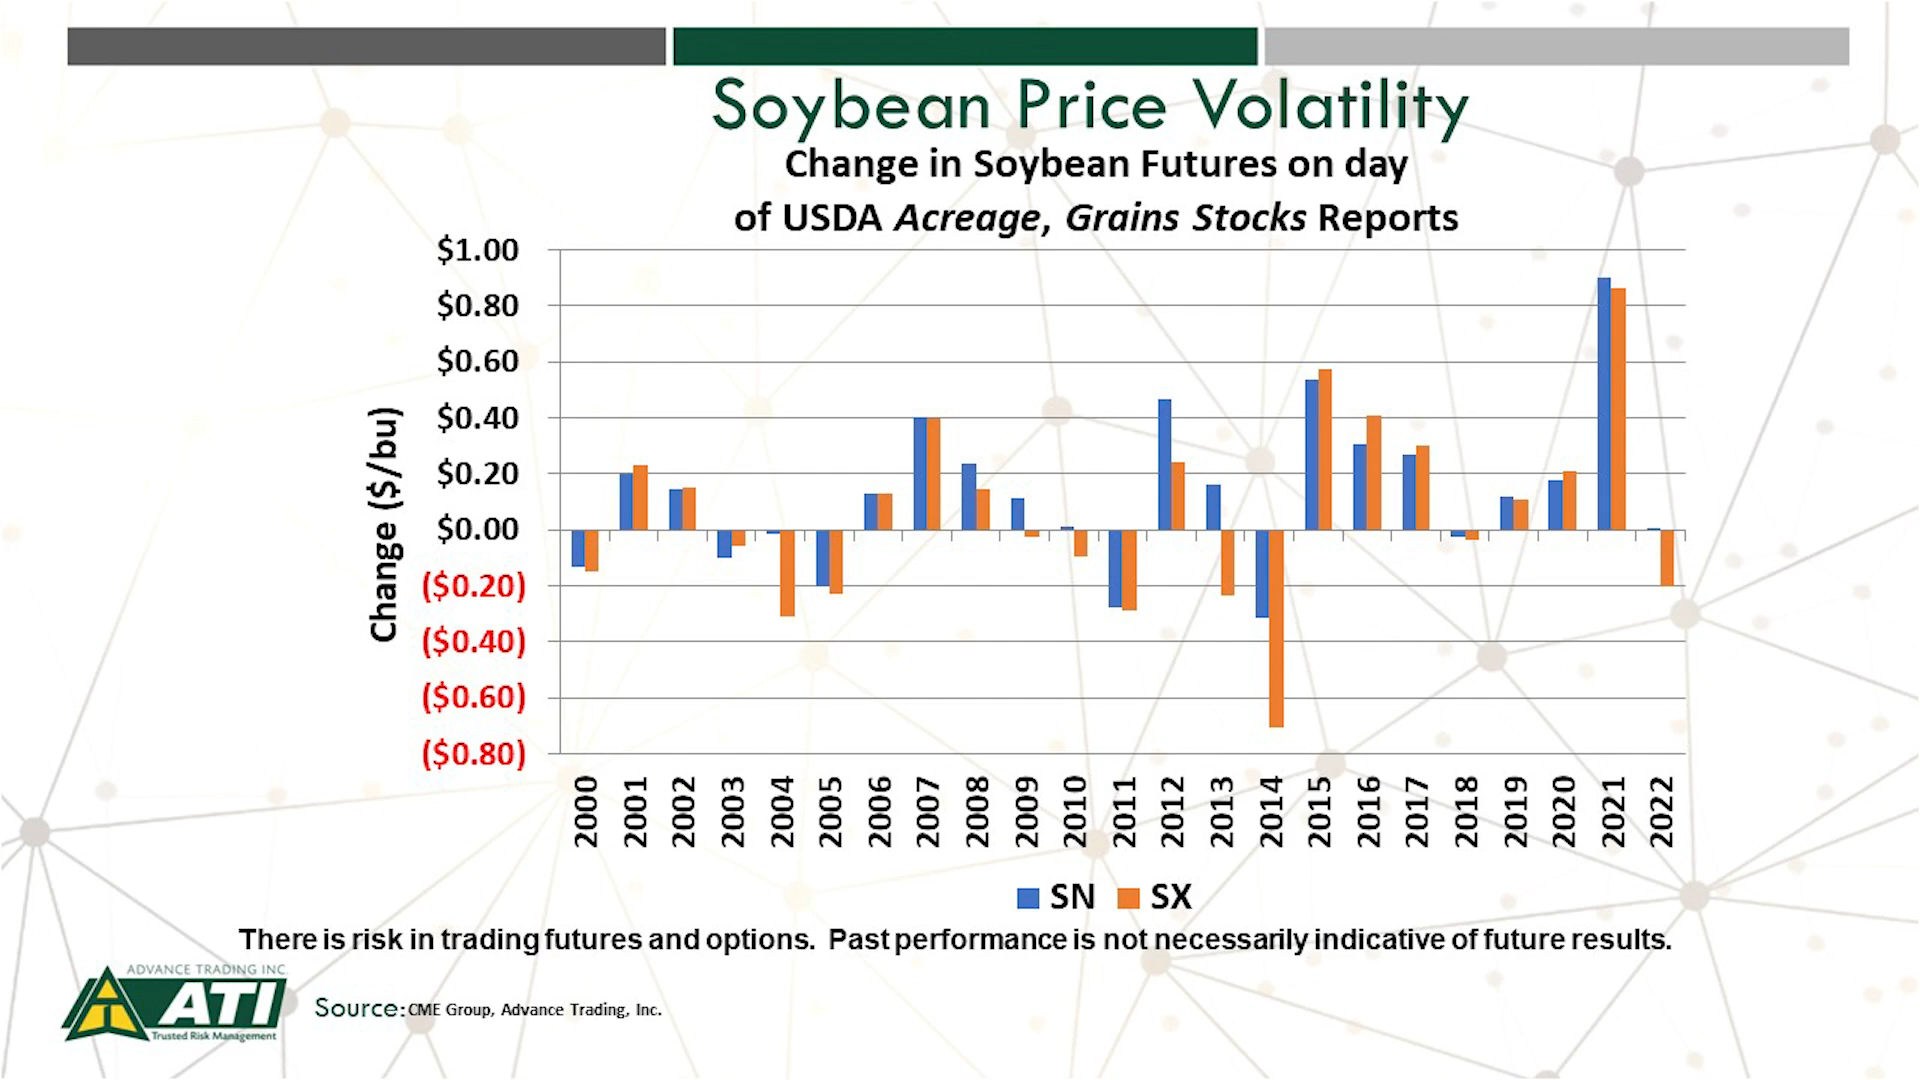 Soybean Price Volatility
Change in Soybean Futures on day
of USDA Acreage, Grains Stocks Reports
Change ($/bu)
$1.00
$0.80
$0.60
$0.40
$0.20
$0.00
($0.20)
($0.40)
($0.60)
($0.80)
2000 2001 2002 2003 2004 2005 2006 2007 2008 2009 2010 2011 2012 2013 2014 2015 2016 2017 2018 2019 2020 2021 2022
SN SX
There is risk in trading futures and options. Past performance is not necessarily indicative of future results.
ADVANCE TRADING INC.
ATI
Trusted Risk Management
Source: CME Group, Advance Trading, Inc.